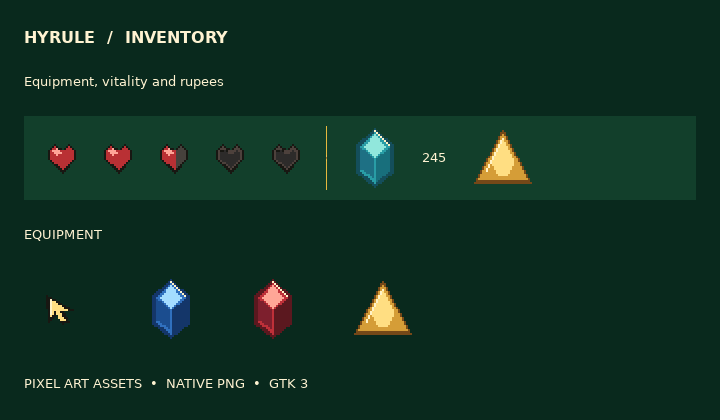 HYRULE / INVENTORY
Equipment, vitality and rupees
245
EQUIPMENT
PIXEL ART ASSETS • NATIVE PNG • GTK 3